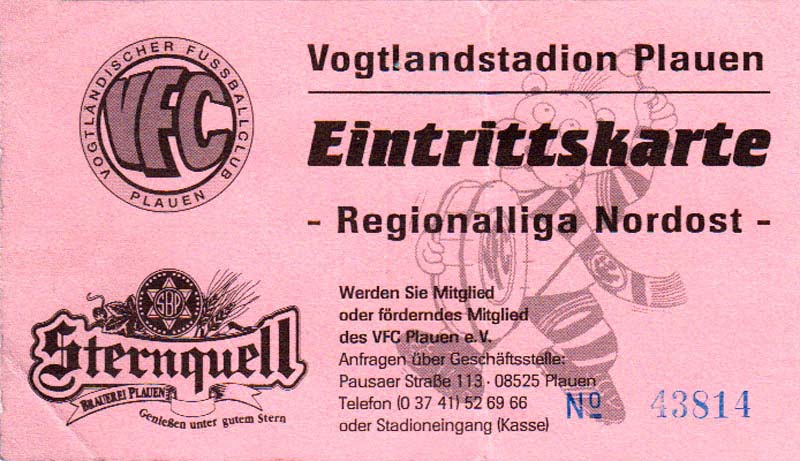 VOGTLÄNDISCHER FUSSBALLCLUB
VFC
PLAUEN
Vogtlandstadion Plauen
Eintrittskarte
- Regionalliga Nordost -
SBP
Sternquell
BRAUEREI PLAUEN
Genießen unter gutem Stern
Werden Sie Mitglied
oder förderndes Mitglied
des VFC Plauen e.V.
Anfragen über Geschäftsstelle:
Pausaer Straße 113 · 08525 Plauen
Telefon (0 37 41) 52 69 66
oder Stadioneingang (Kasse)
Nº 43814